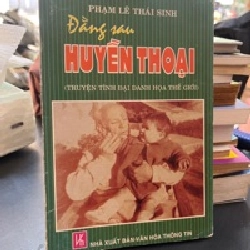 PHẠM LÊ TRẢI SINH
Đằng sau
HUYỀN THOẠI
(TRUYỆN TÌNH ĐẠI DANH HỌA THẾ GIỚI)
NHÀ XUẤT BẢN VĂN HÓA THÔNG TIN